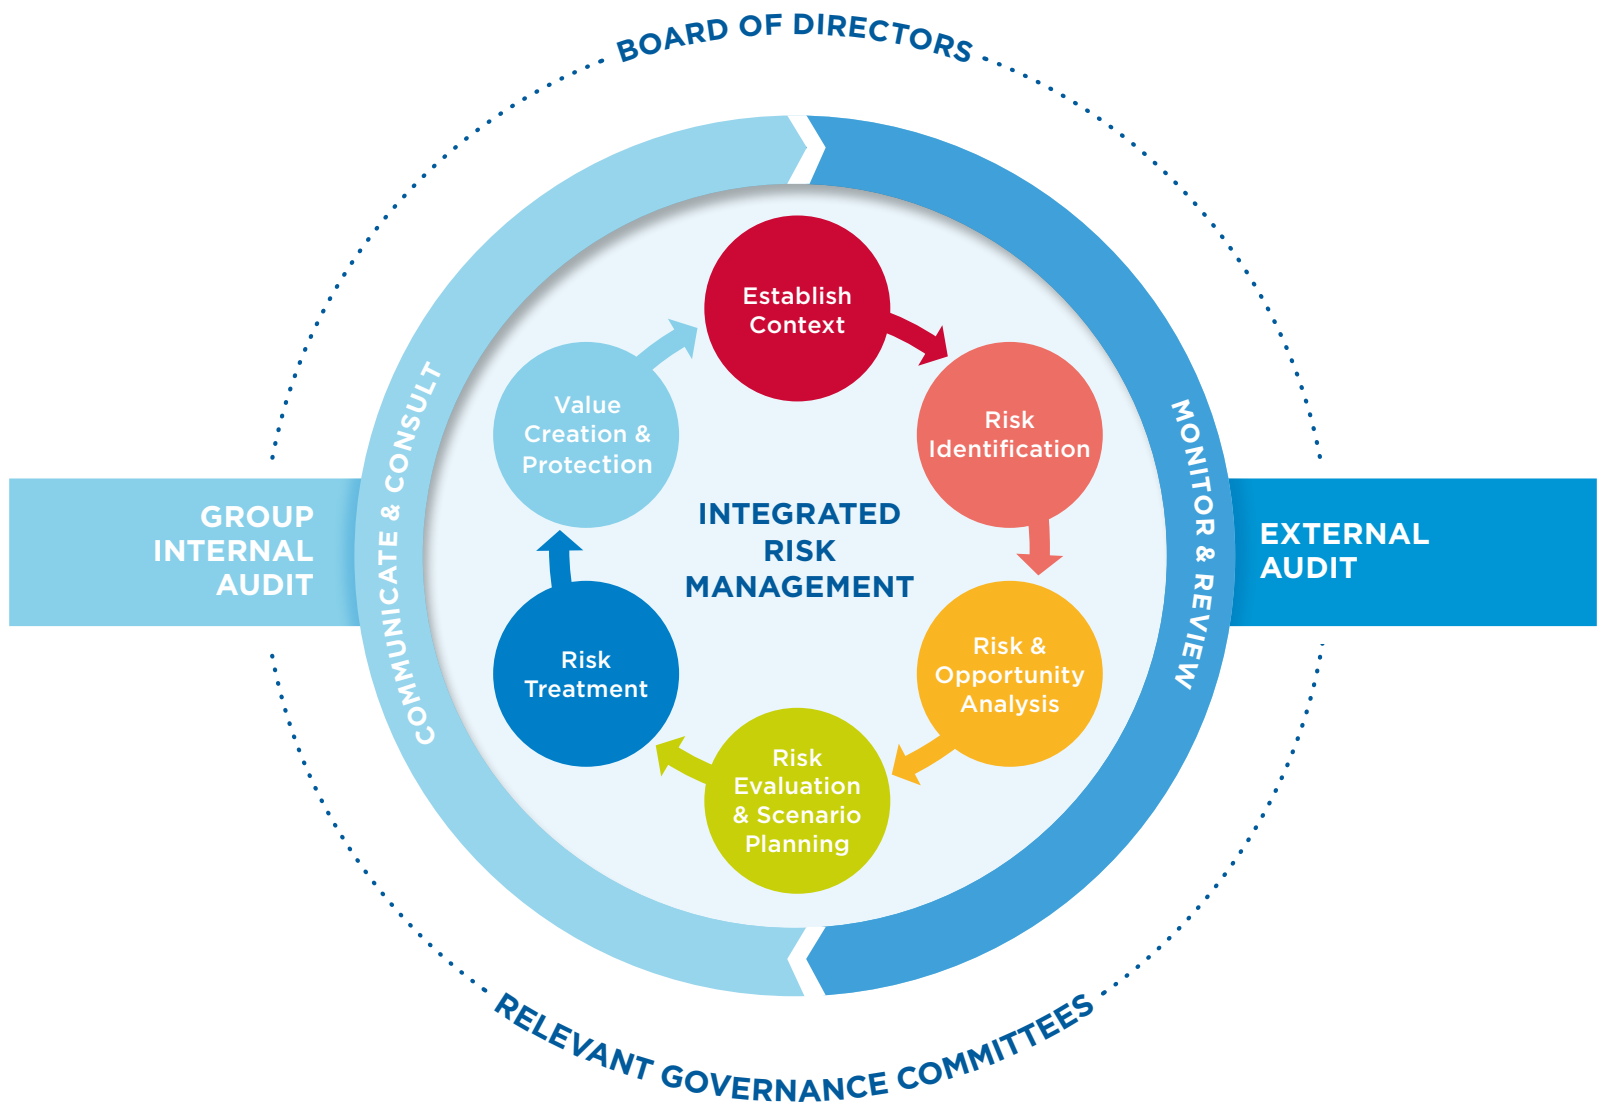 BOARD OF DIRECTORS
Establish
Context
Risk
Identification
Risk &
Opportunity
Analysis
Risk
Evaluation
& Scenario
Planning
Risk
Treatment
Value
Creation &
Protection
INTEGRATED
RISK
MANAGEMENT
COMMUNICATE & CONSULT
MONITOR & REVIEW
GROUP
INTERNAL
AUDIT
EXTERNAL
AUDIT
RELEVANT GOVERNANCE COMMITTEES